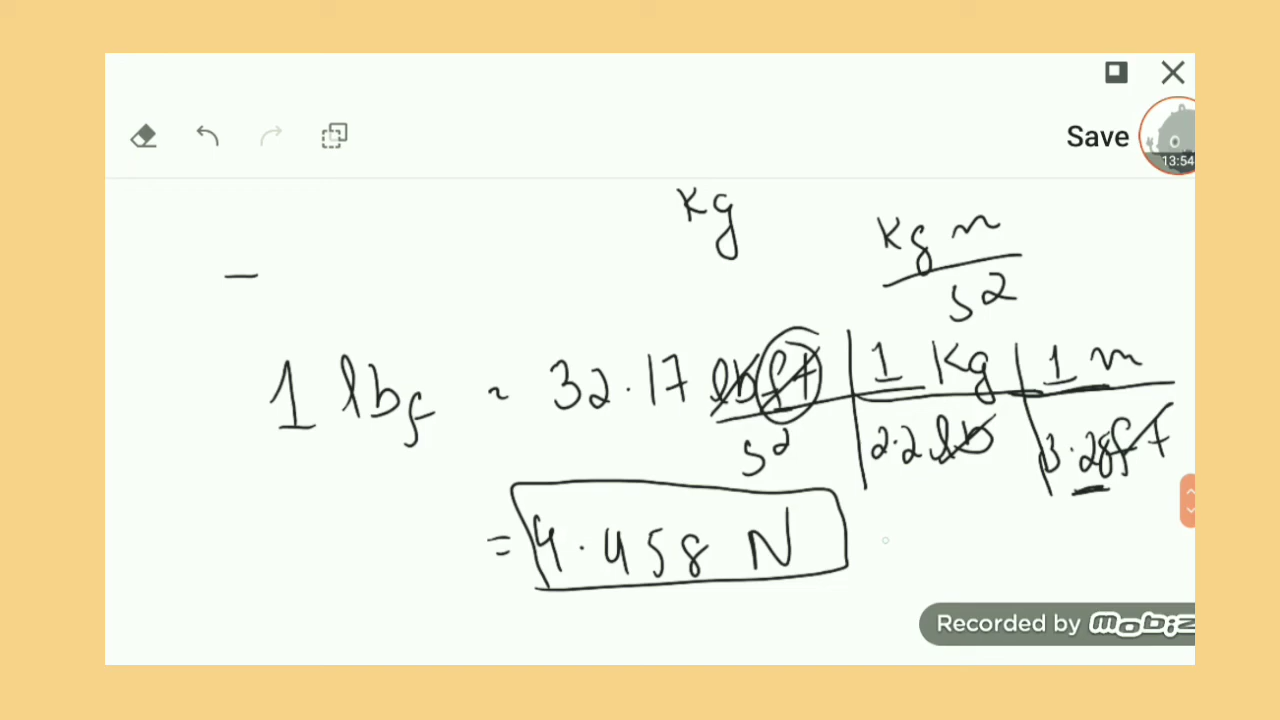 Save
13:54
Kg
Kg m
s2
-
1 lbf ~ 32.17 lb ft | 1 Kg | 1 m
s2 | 2.2 lb | 3.28 ft
= 4.458 N
Recorded by mobiz